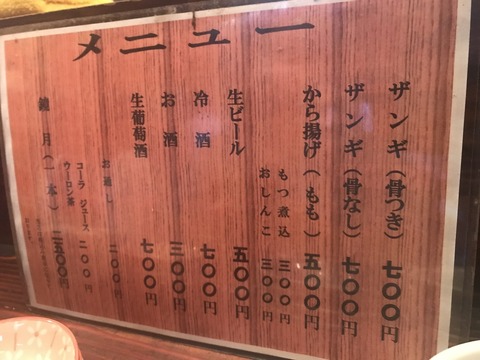 メニュー
ザンギ(骨つき) 七〇〇円
ザンギ(骨なし) 七〇〇円
から揚げ(もも) 五〇〇円
もつ煮込 三〇〇円
おしんこ 三〇〇円
生ビール 五〇〇円
冷酒 七〇〇円
お酒 三〇〇円
生葡萄酒 七〇〇円
お通し 二〇〇円
コーラ ジュース 二〇〇円
ウーロン茶
鏡月(一本) 二五〇〇円